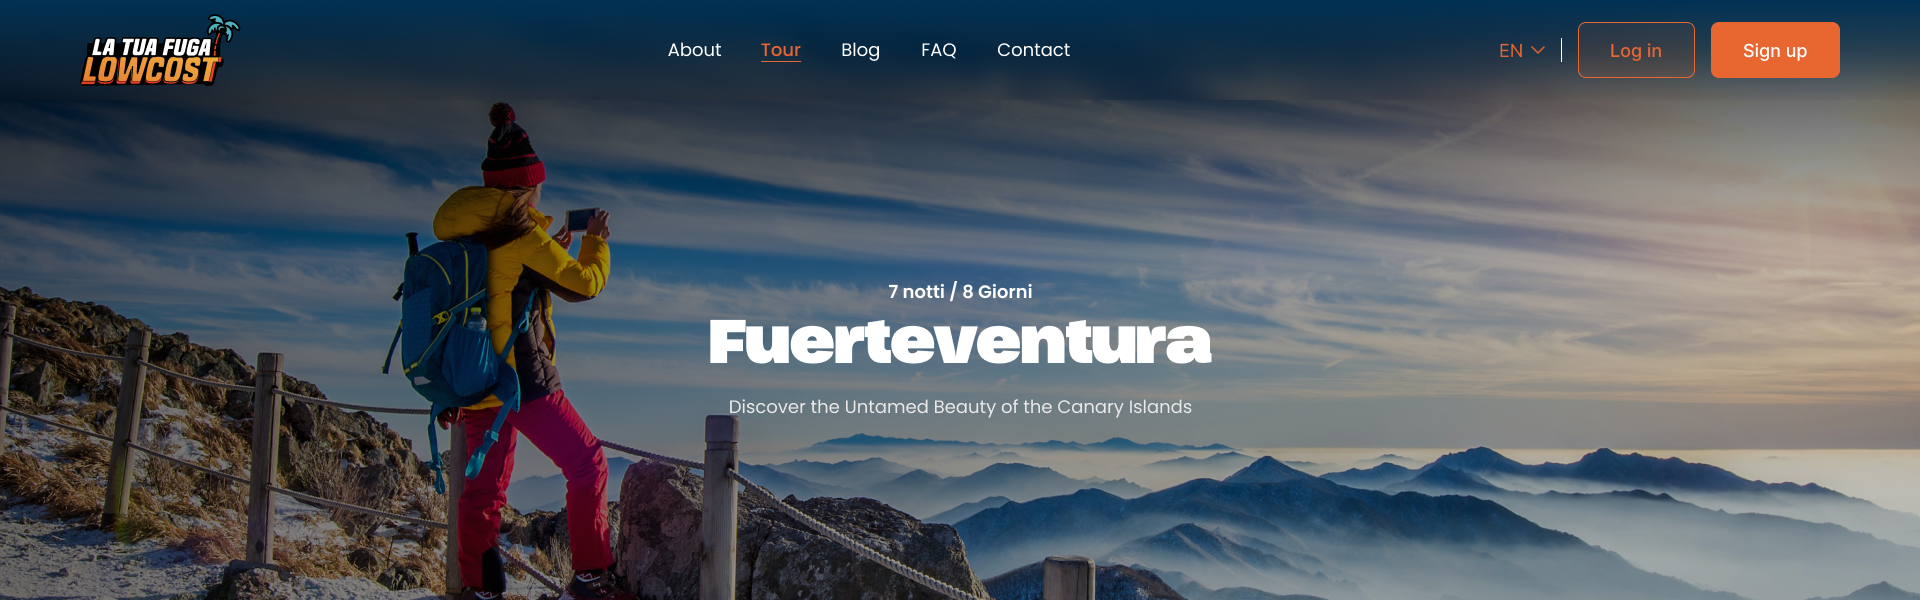 LA TUA FUGA
LOWCOST
About
Tour
Blog
FAQ
Contact
EN
Log in
Sign up
7 notti / 8 Giorni
Fuerteventura
Discover the Untamed Beauty of the Canary Islands